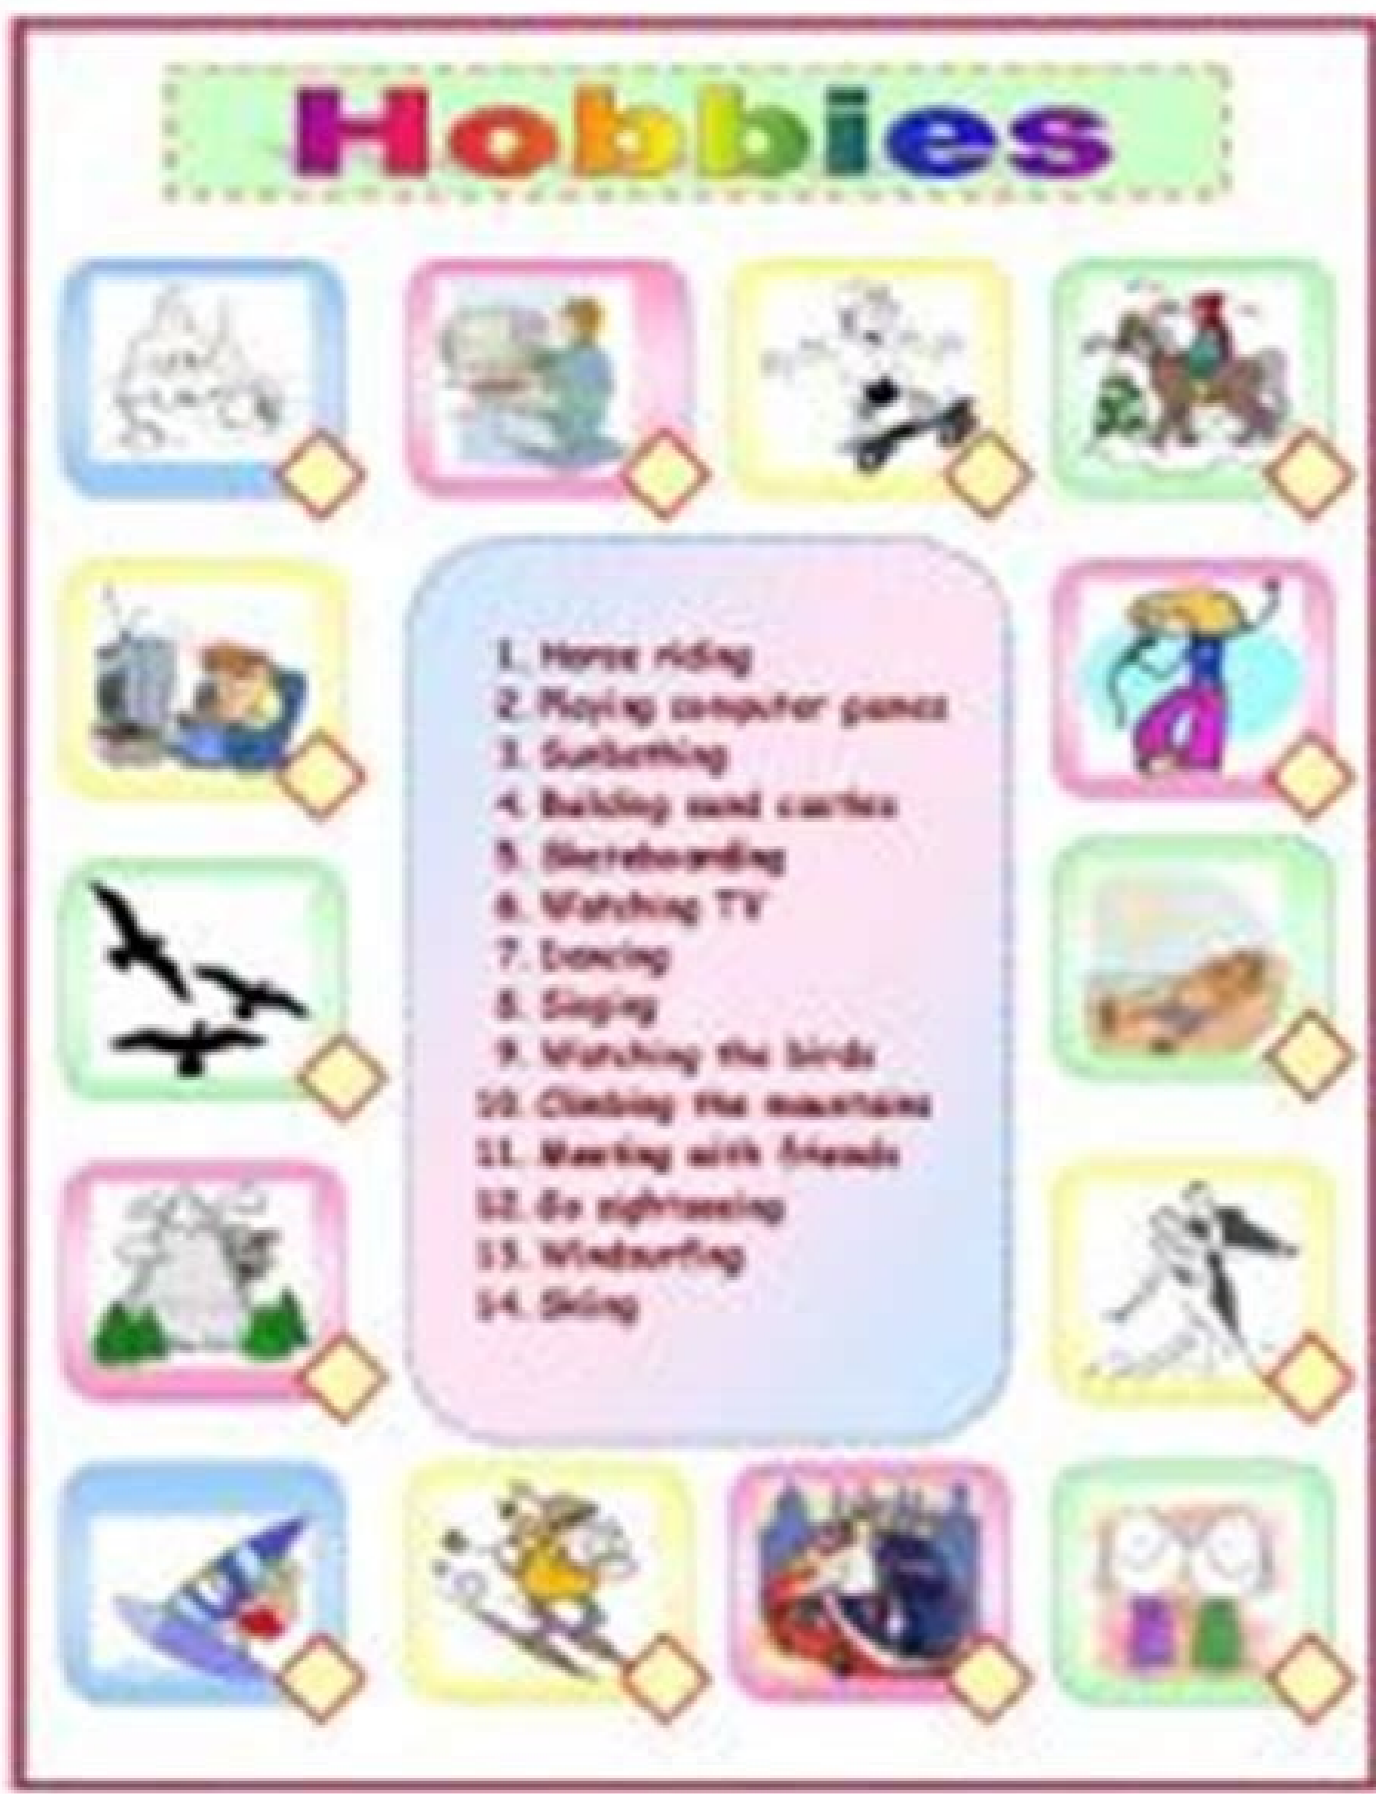 Hobbies
1. Horse riding
2. Playing computer games
3. Sunbathing
4. Building sand castles
5. Skateboarding
6. Watching TV
7. Dancing
8. Singing
9. Watching the birds
10. Climbing the mountains
11. Meeting with friends
12. Go sightseeing
13. Windsurfing
14. Skiing